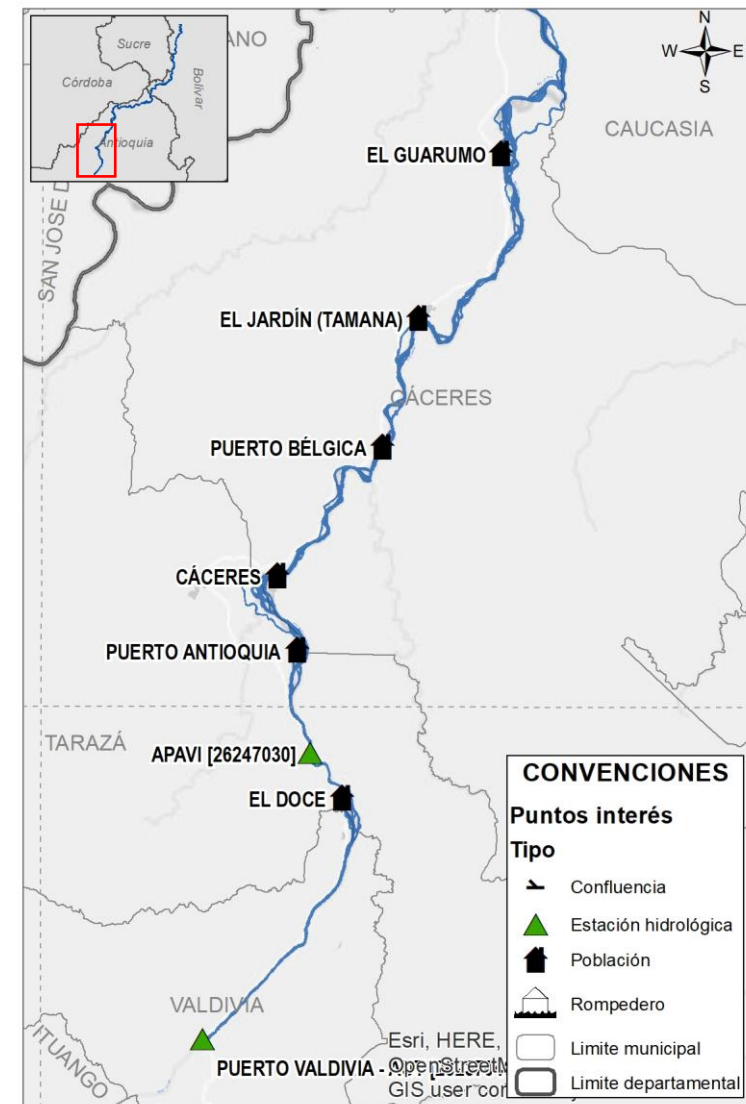 Sucre
Córdoba
Bolívar
Antioquia
ANO
N
W E
S
CAUCASIA
EL GUARUMO
SAN JOSE D
EL JARDÍN (TAMANA)
CÁCERES
PUERTO BÉLGICA
CÁCERES
PUERTO ANTIOQUIA
TARAZÁ
APAVI [26247030]
EL DOCE
CONVENCIONES
Puntos interés
Tipo
Confluencia
Estación hidrológica
Población
Rompedero
Limite municipal
Limite departamental
VALDIVIA
ITUANGO
PUERTO VALDIVIA -
Esri, HERE,
GIS user